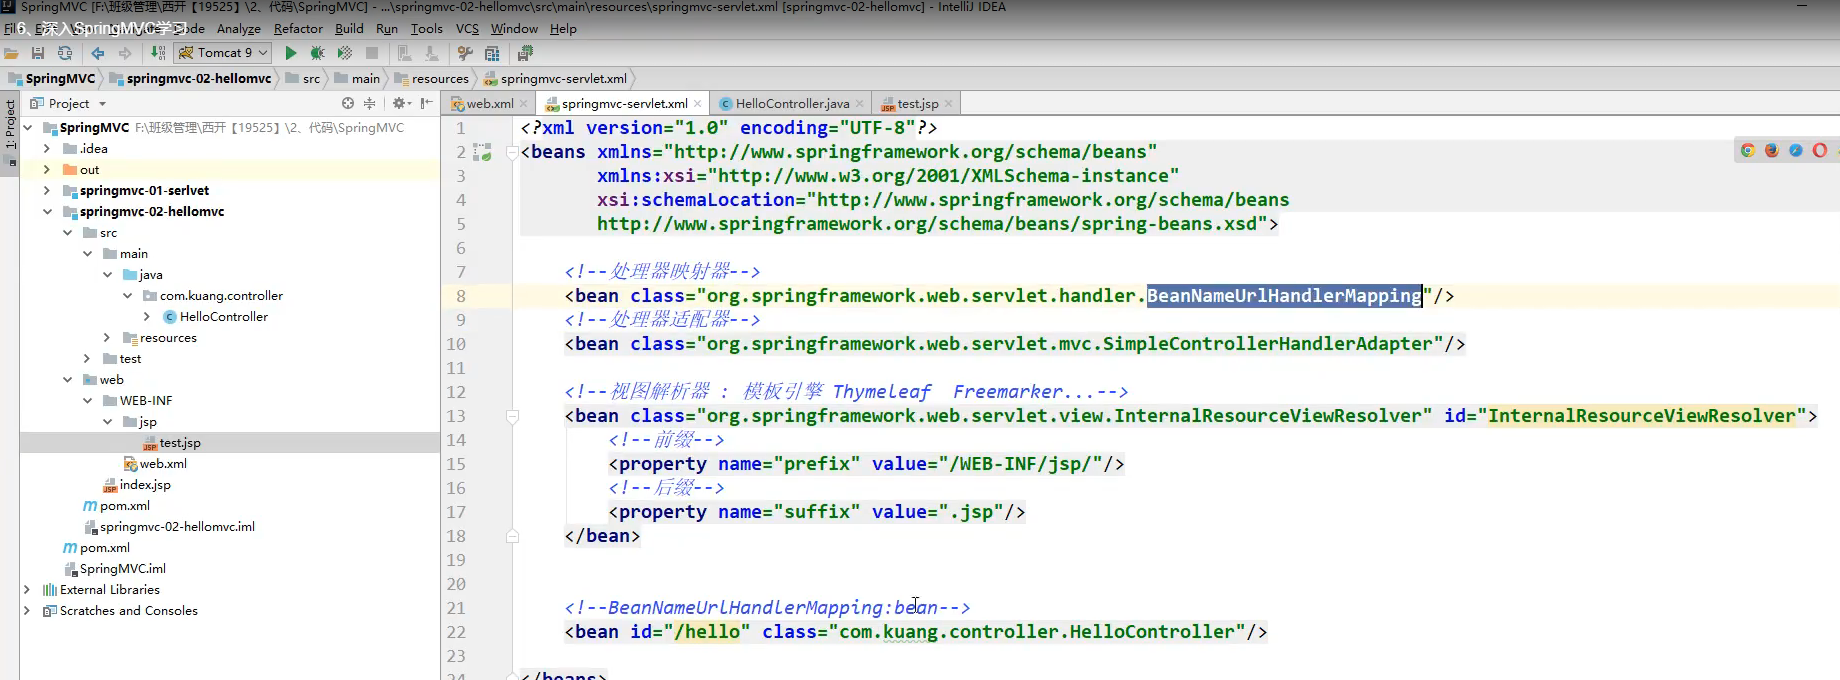 SpringMVC [F:\班级管理\西开【19525】\2、代码\SpringMVC] - ...\springmvc-02-hellomvc\src\main\resources\springmvc-servlet.xml [springmvc-02-hellomvc] - IntelliJ IDEA
6、深入SpringMVC学习
File Analyze Refactor Build Run Tools VCS Window Help
Tomcat 9
SpringMVC springmvc-02-hellomvc src main resources springmvc-servlet.xml
1: Project
Project
web.xml springmvc-servlet.xml HelloController.java test.jsp
SpringMVC F:\班级管理\西开【19525】\2、代码\SpringMVC
.idea
out
springmvc-01-serlvet
springmvc-02-hellomvc
src
main
java
com.kuang.controller
HelloController
resources
test
web
WEB-INF
jsp
test.jsp
web.xml
index.jsp
pom.xml
springmvc-02-hellomvc.iml
pom.xml
SpringMVC.iml
External Libraries
Scratches and Consoles
1 <?xml version="1.0" encoding="UTF-8"?>
2 <beans xmlns="http://www.springframework.org/schema/beans"
3 xmlns:xsi="http://www.w3.org/2001/XMLSchema-instance"
4 xsi:schemaLocation="http://www.springframework.org/schema/beans
5 http://www.springframework.org/schema/beans/spring-beans.xsd">
6
7 <!--处理器映射器-->
8 <bean class="org.springframework.web.servlet.handler.BeanNameUrlHandlerMapping"/>
9 <!--处理器适配器-->
10 <bean class="org.springframework.web.servlet.mvc.SimpleControllerHandlerAdapter"/>
11
12 <!--视图解析器 : 模板引擎 Thymeleaf Freemarker...-->
13 <bean class="org.springframework.web.servlet.view.InternalResourceViewResolver" id="InternalResourceViewResolver">
14 <!--前缀-->
15 <property name="prefix" value="/WEB-INF/jsp/"/>
16 <!--后缀-->
17 <property name="suffix" value=".jsp"/>
18 </bean>
19
20
21 <!--BeanNameUrlHandlerMapping:bean-->
22 <bean id="/hello" class="com.kuang.controller.HelloController"/>
23
24 </beans>